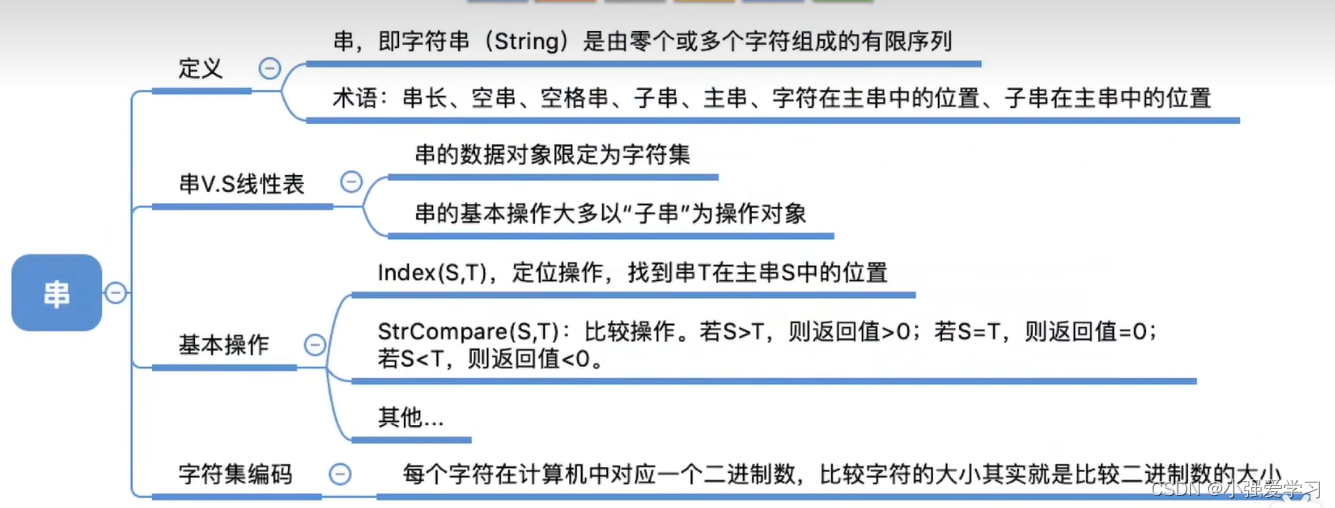 串，即字符串（String）是由零个或多个字符组成的有限序列
定义
术语：串长、空串、空格串、子串、主串、字符在主串中的位置、子串在主串中的位置
串的数据对象限定为字符集
串V.S线性表
串的基本操作大多以“子串”为操作对象
Index(S,T)，定位操作，找到串T在主串S中的位置
串
StrCompare(S,T)：比较操作。若S>T，则返回值>0；若S=T，则返回值=0；
若S<T，则返回值<0。
基本操作
其他...
字符集编码
每个字符在计算机中对应一个二进制数，比较字符的大小其实就是比较二进制数的大小
CSDN @小强爱学习